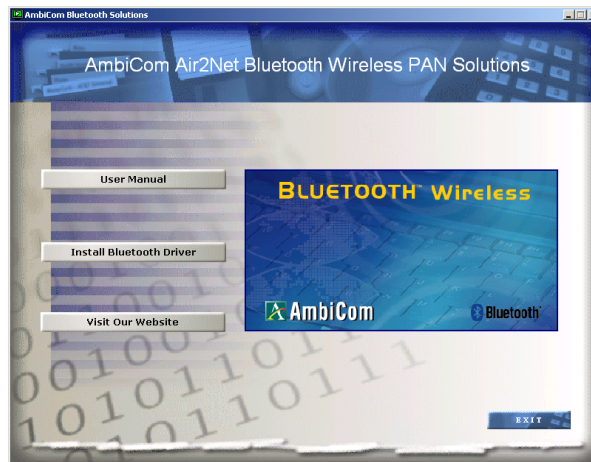 AmbiCom Bluetooth Solutions
AmbiCom Air2Net Bluetooth Wireless PAN Solutions
User Manual
BLUETOOTH™ Wireless
Install Bluetooth Driver
AmbiCom
Bluetooth™
Visit Our Website
EXIT